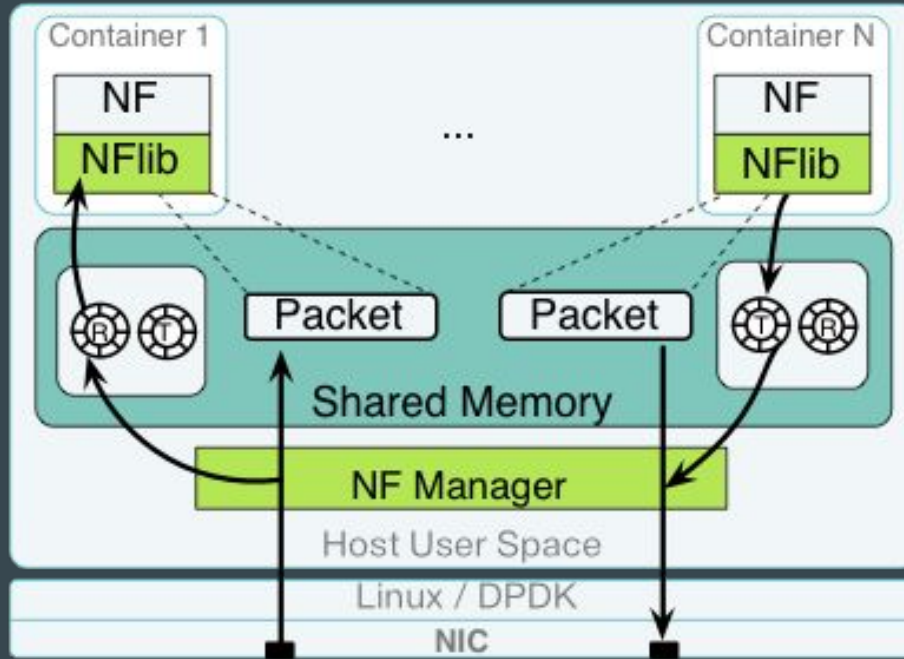 Container 1
Container N
NF
NF
NFlib
...
NFlib
Packet
Packet
R
T
T
R
Shared Memory
NF Manager
Host User Space
Linux / DPDK
NIC